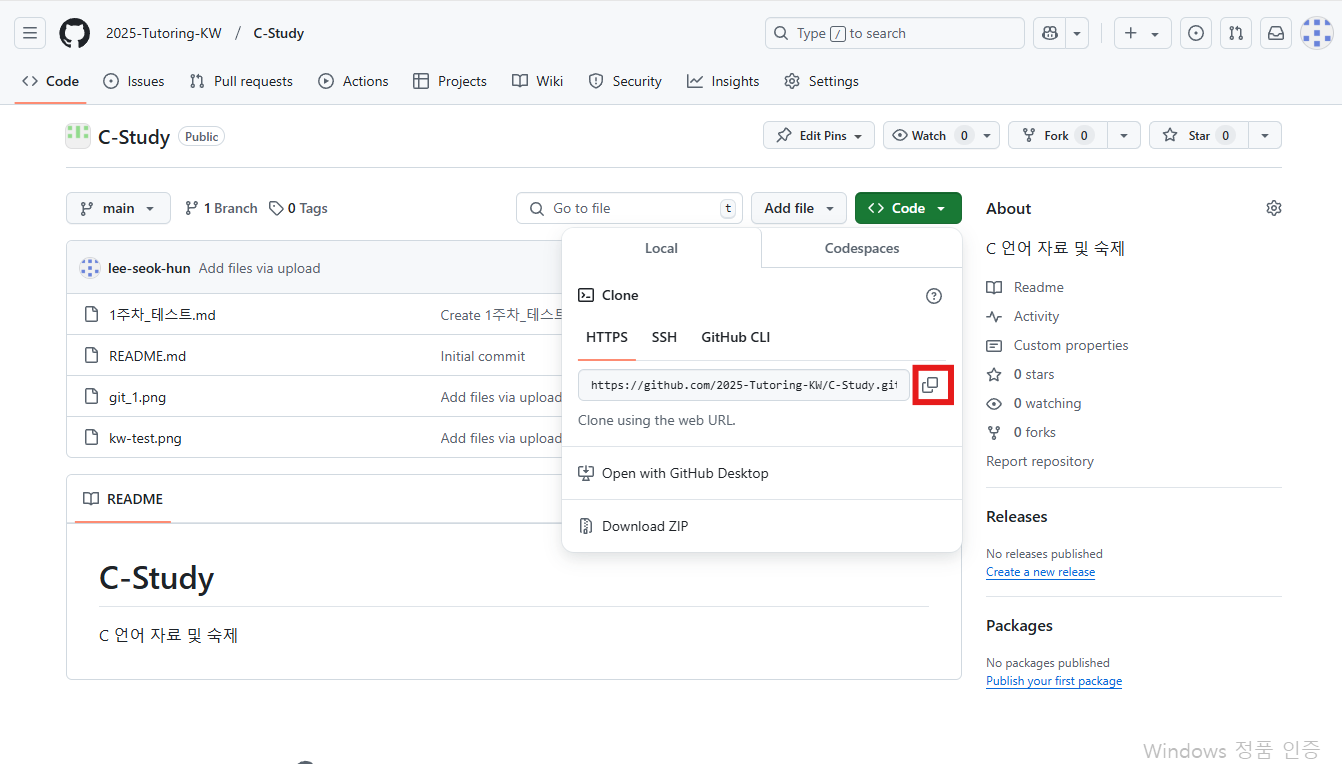 2025-Tutoring-KW / C-Study
Type / to search
Code
Issues
Pull requests
Actions
Projects
Wiki
Security
Insights
Settings
C-Study Public
Edit Pins
Watch 0
Fork 0
Star 0
main
1 Branch
0 Tags
Go to file t
Add file
Code
Local
Codespaces
Clone
HTTPS
SSH
GitHub CLI
https://github.com/2025-Tutoring-KW/C-Study.git
Clone using the web URL.
Open with GitHub Desktop
Download ZIP
lee-seok-hun Add files via upload
1주차_테스트.md Create 1주차_테스트
README.md Initial commit
git_1.png Add files via upload
kw-test.png Add files via upload
README
C-Study
C 언어 자료 및 숙제
About
C 언어 자료 및 숙제
Readme
Activity
Custom properties
0 stars
0 watching
0 forks
Report repository
Releases
No releases published
Create a new release
Packages
No packages published
Publish your first package
Windows 정품 인증